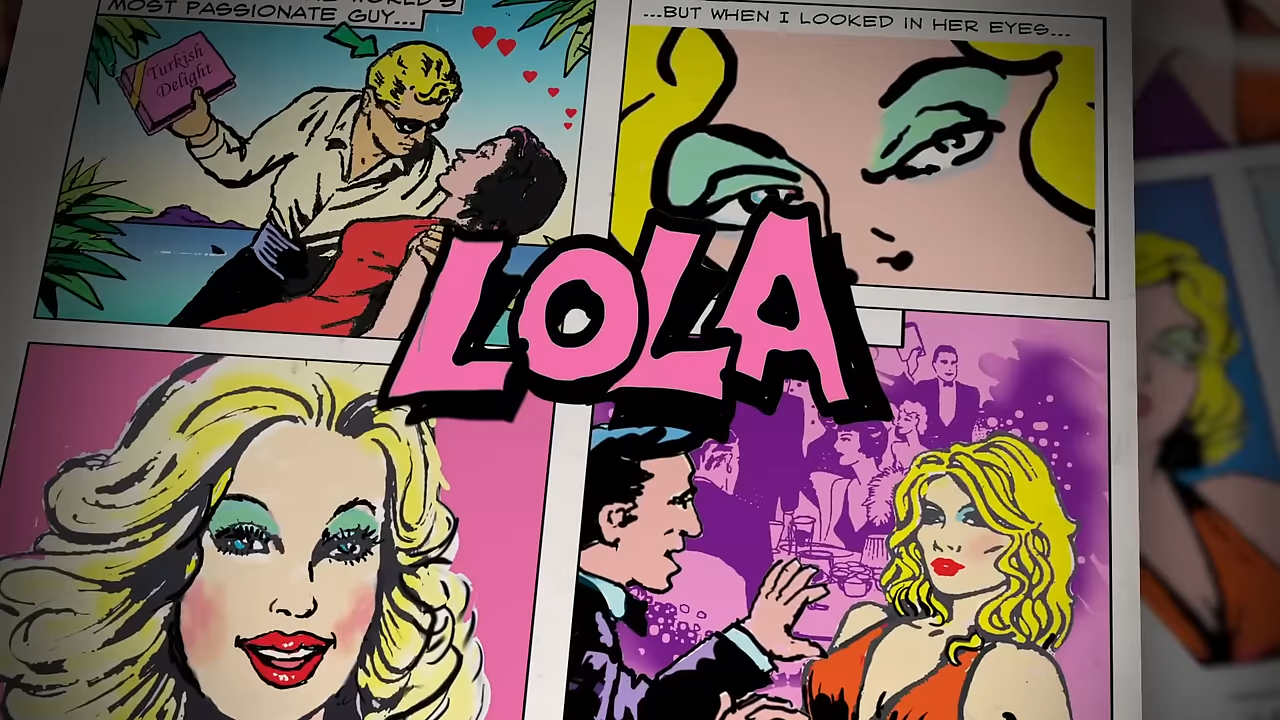 MOST PASSIONATE GUY...
...BUT WHEN I LOOKED IN HER EYES...
Turkish
Delight
LOLA